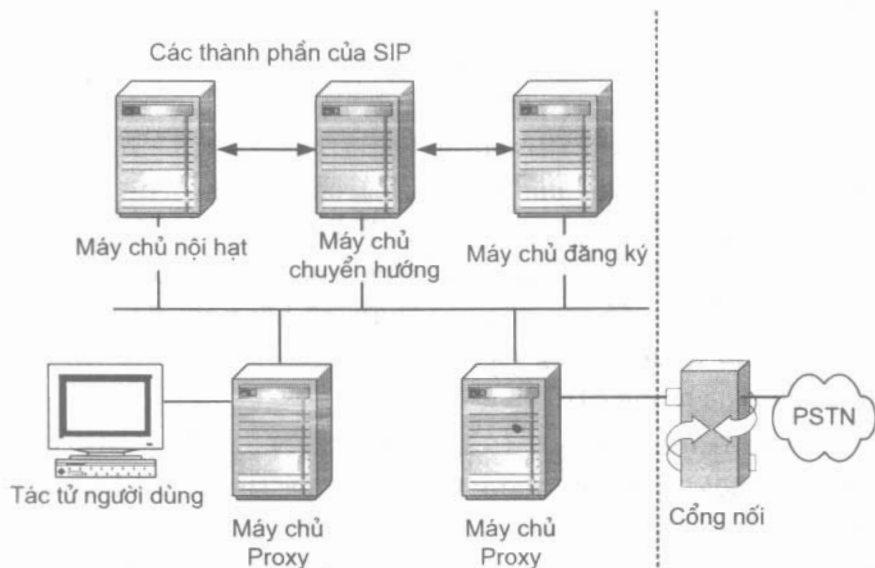 Các thành phần của SIP
Máy chủ nội hạt
Máy chủ
chuyển hướng
Máy chủ đăng ký
Tác tử người dùng
Máy chủ
Proxy
Máy chủ
Proxy
Cổng nối
PSTN